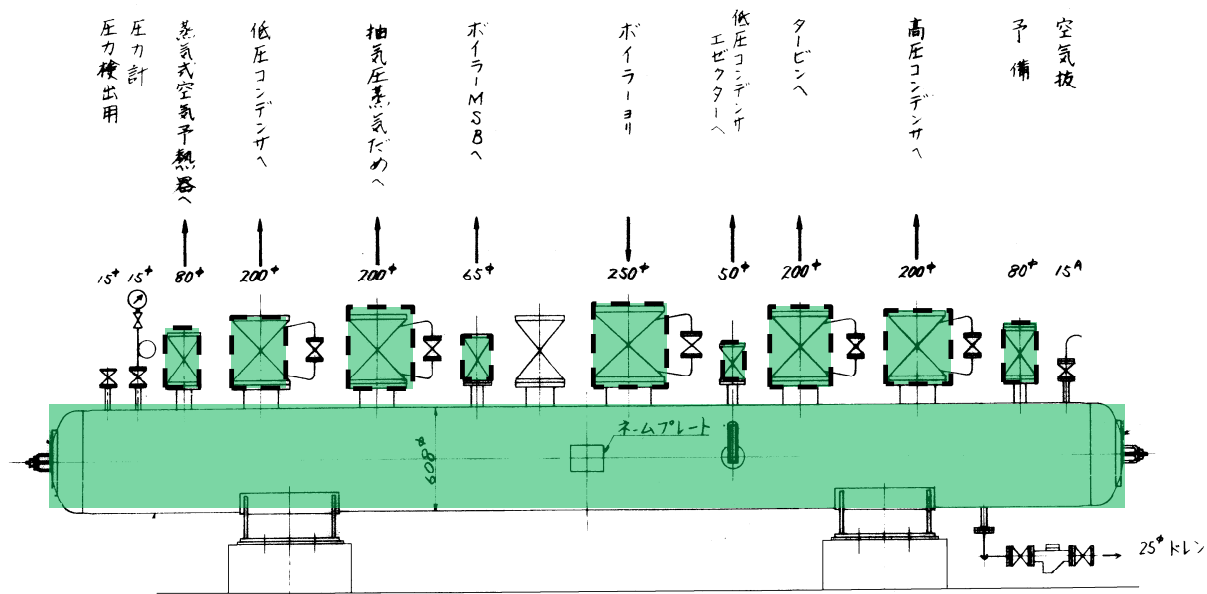 圧力検出用
圧力計
蒸気式空気予熱器へ
低圧コンデンサへ
抽気圧蒸気だめへ
ボイラーMSBへ
ボイラーヨリ
低圧コンデンサ
エゼクターへ
タービンへ
高圧コンデンサへ
予備
空気抜
15φ
15φ
80φ
200φ
200φ
65φ
250φ
50φ
200φ
200φ
80φ
15A
ネームプレート
608φ
25φ ドレン